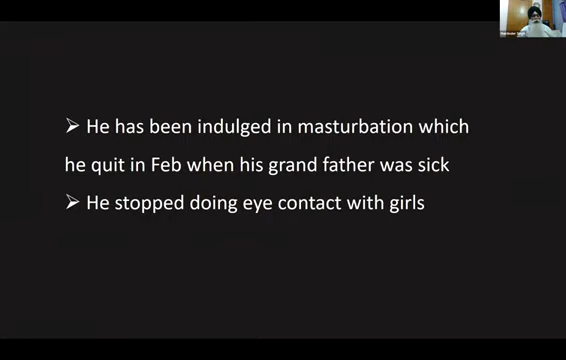 ➢ He has been indulged in masturbation which
he quit in Feb when his grand father was sick
➢ He stopped doing eye contact with girls